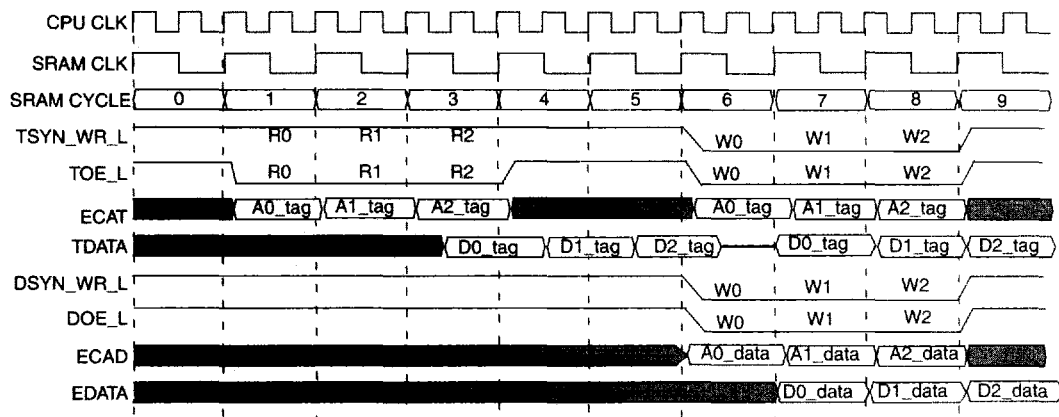 CPU CLK
SRAM CLK
SRAM CYCLE 0 1 2 3 4 5 6 7 8 9
TSYN_WR_L R0 R1 R2 W0 W1 W2
TOE_L R0 R1 R2 W0 W1 W2
ECAT A0_tag A1_tag A2_tag A0_tag A1_tag A2_tag
TDATA D0_tag D1_tag D2_tag D0_tag D1_tag D2_tag
DSYN_WR_L W0 W1 W2
DOE_L W0 W1 W2
ECAD A0_data A1_data A2_data
EDATA D0_data D1_data D2_data